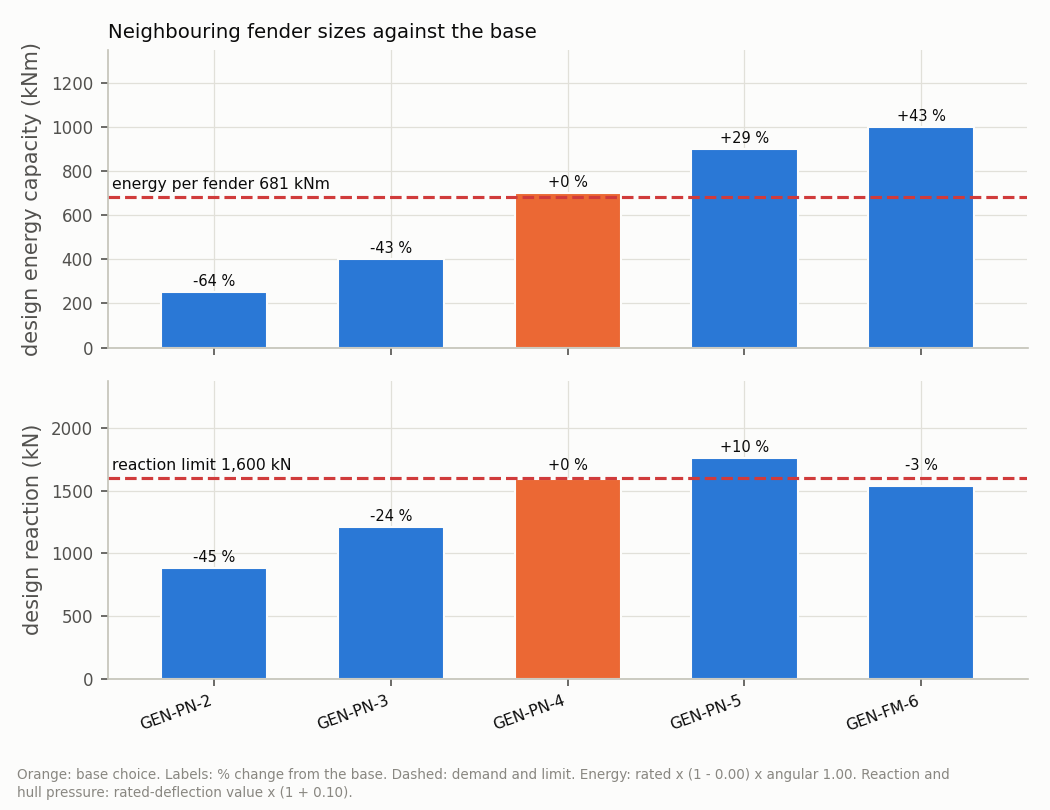 Neighbouring fender sizes against the base
design energy capacity (kNm)
1200
1000
800
600
400
200
0
energy per fender 681 kNm
-64 %
-43 %
+0 %
+29 %
+43 %
design reaction (kN)
2000
1500
1000
500
0
reaction limit 1,600 kN
-45 %
-24 %
+0 %
+10 %
-3 %
GEN-PN-2
GEN-PN-3
GEN-PN-4
GEN-PN-5
GEN-FM-6
Orange: base choice. Labels: % change from the base. Dashed: demand and limit. Energy: rated x (1 - 0.00) x angular 1.00. Reaction and
hull pressure: rated-deflection value x (1 + 0.10).